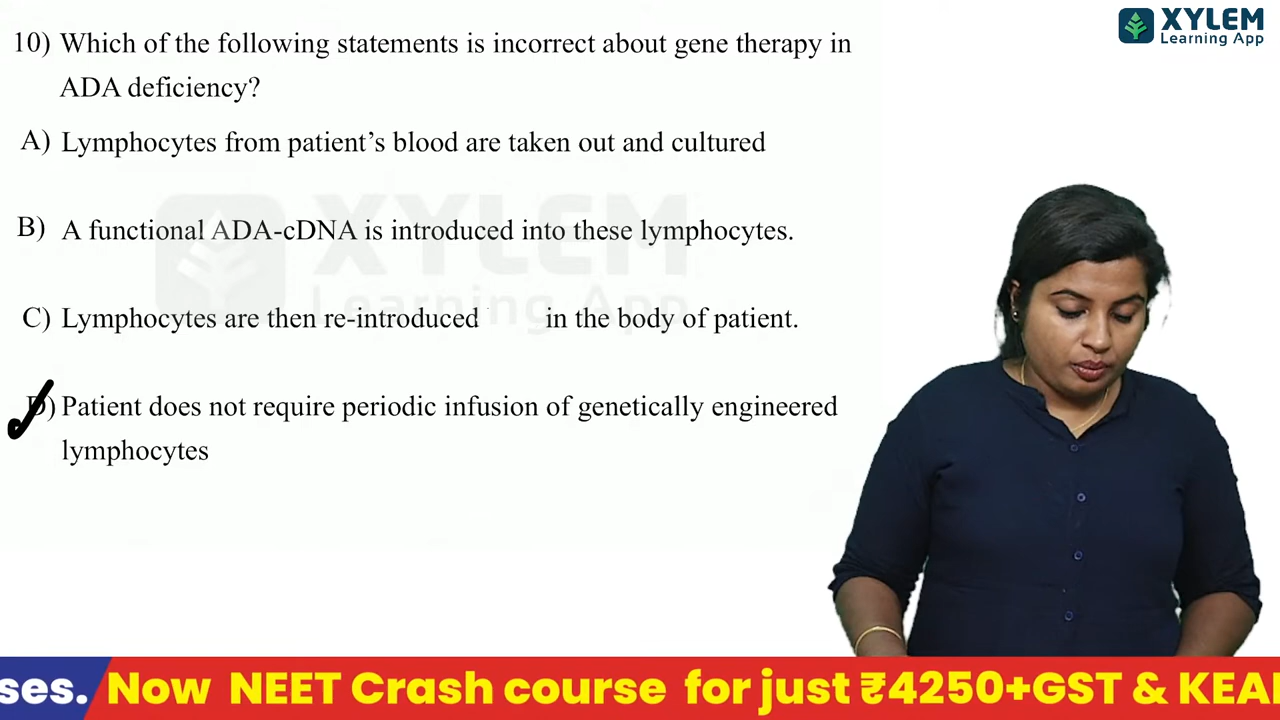 XYLEM
Learning App
10) Which of the following statements is incorrect about gene therapy in
ADA deficiency?
A) Lymphocytes from patient’s blood are taken out and cultured
B) A functional ADA-cDNA is introduced into these lymphocytes.
XYLEM
Learning App
C) Lymphocytes are then re-introduced in the body of patient.
D) Patient does not require periodic infusion of genetically engineered
lymphocytes
ses. Now NEET Crash course for just ₹4250+GST & KEA